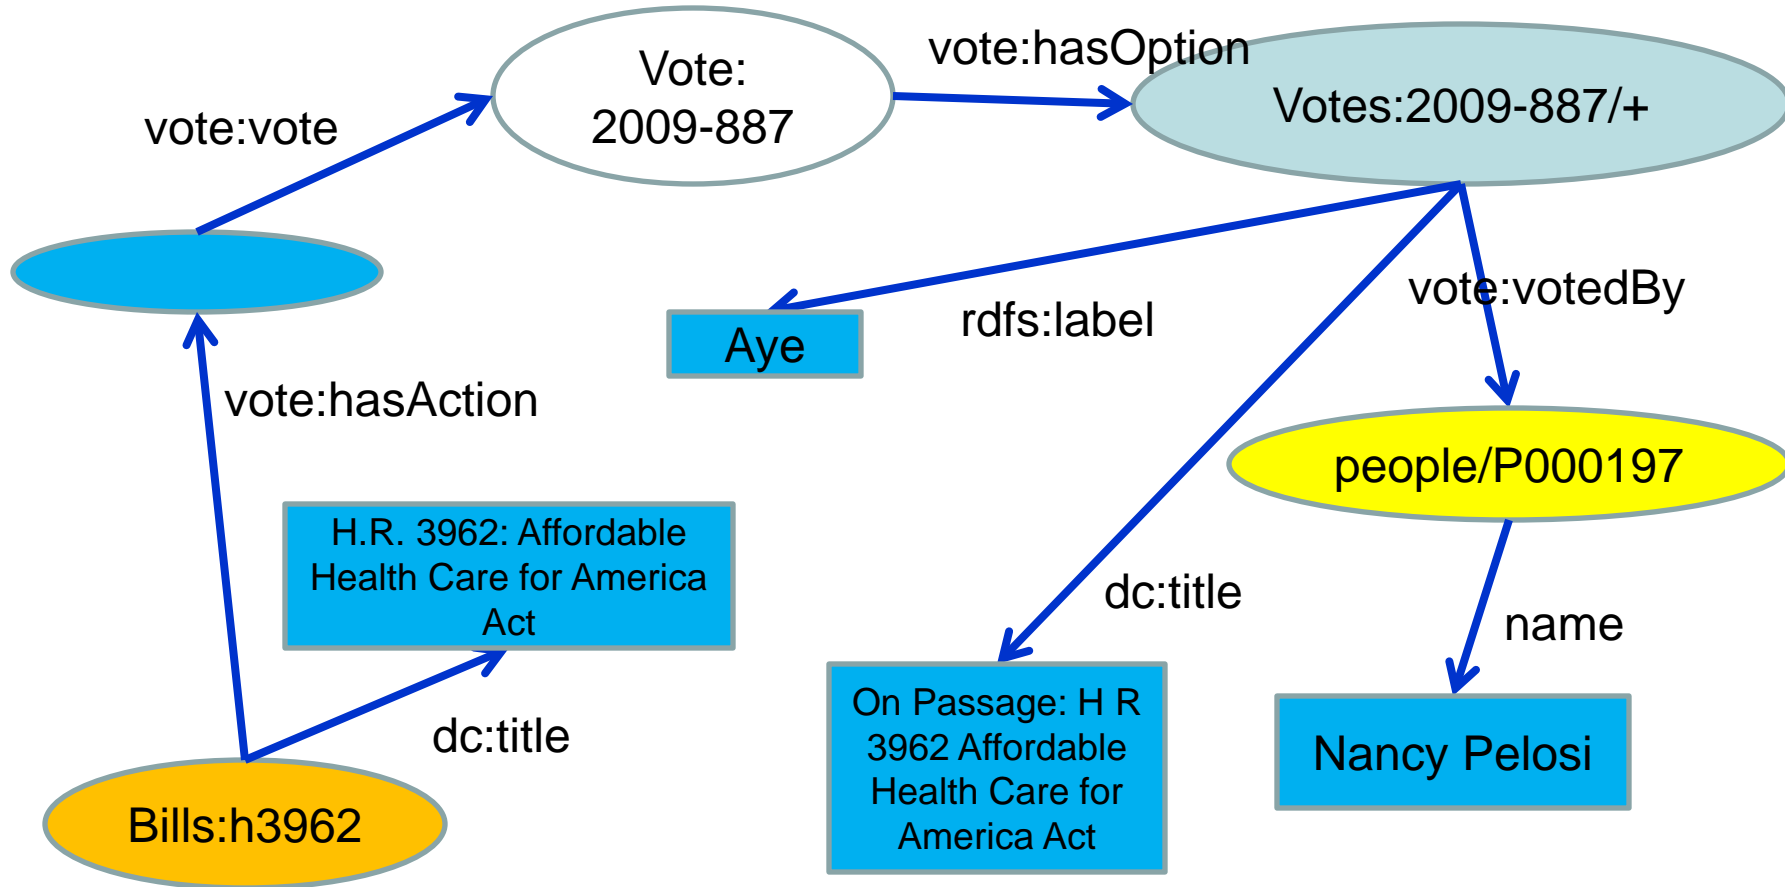 vote:hasOption
Vote:
2009-887
Votes:2009-887/+
vote:vote
vote:votedBy
rdfs:label
Aye
vote:hasAction
people/P000197
H.R. 3962: Affordable
Health Care for America
Act
dc:title
name
On Passage: H R
3962 Affordable
Health Care for
America Act
Nancy Pelosi
dc:title
Bills:h3962